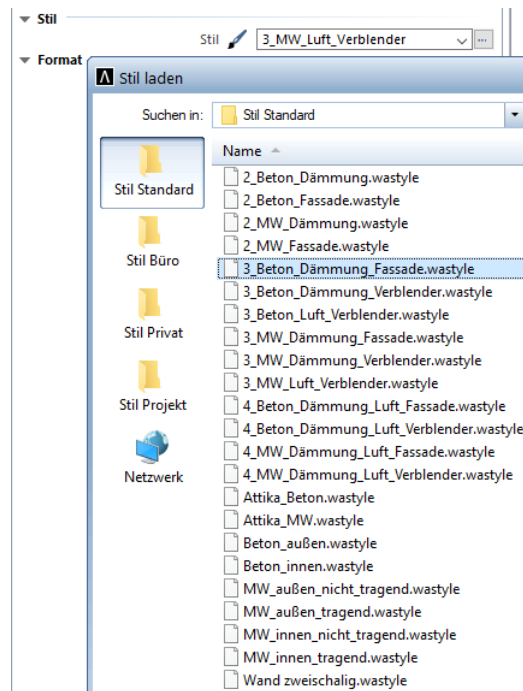 Stil
Stil 3_MW_Luft_Verblender ...
Format
Stil laden
Suchen in: Stil Standard
Name
Stil Standard
Stil Büro
Stil Privat
Stil Projekt
Netzwerk
2_Beton_Dämmung.wastyle
2_Beton_Fassade.wastyle
2_MW_Dämmung.wastyle
2_MW_Fassade.wastyle
3_Beton_Dämmung_Fassade.wastyle
3_Beton_Dämmung_Verblender.wastyle
3_Beton_Luft_Verblender.wastyle
3_MW_Dämmung_Fassade.wastyle
3_MW_Dämmung_Verblender.wastyle
3_MW_Luft_Verblender.wastyle
4_Beton_Dämmung_Luft_Fassade.wastyle
4_Beton_Dämmung_Luft_Verblender.wastyle
4_MW_Dämmung_Luft_Fassade.wastyle
4_MW_Dämmung_Luft_Verblender.wastyle
Attika_Beton.wastyle
Attika_MW.wastyle
Beton_außen.wastyle
Beton_innen.wastyle
MW_außen_nicht_tragend.wastyle
MW_außen_tragend.wastyle
MW_innen_nicht_tragend.wastyle
MW_innen_tragend.wastyle
Wand zweischalig.wastyle